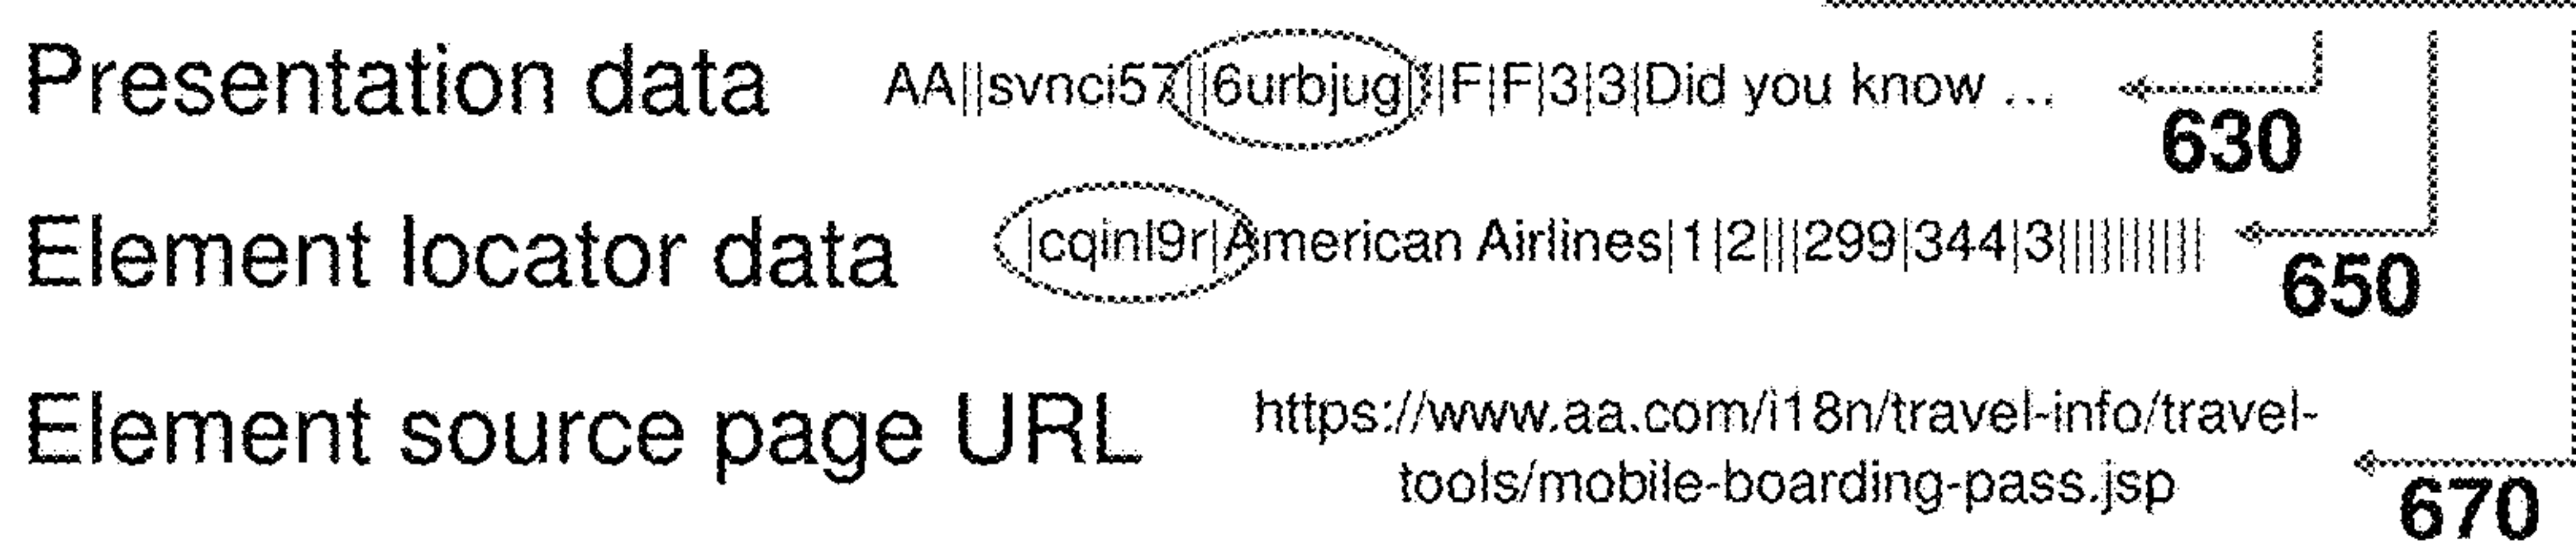 Presentation data AA||svnci57||6urbjug|||F|F|3|3|Did you know ...
630
Element locator data |cqinl9r|American Airlines|1|2|||299|344|3||||||||||
650
Element source page URL https://www.aa.com/i18n/travel-info/travel-
tools/mobile-boarding-pass.jsp
670